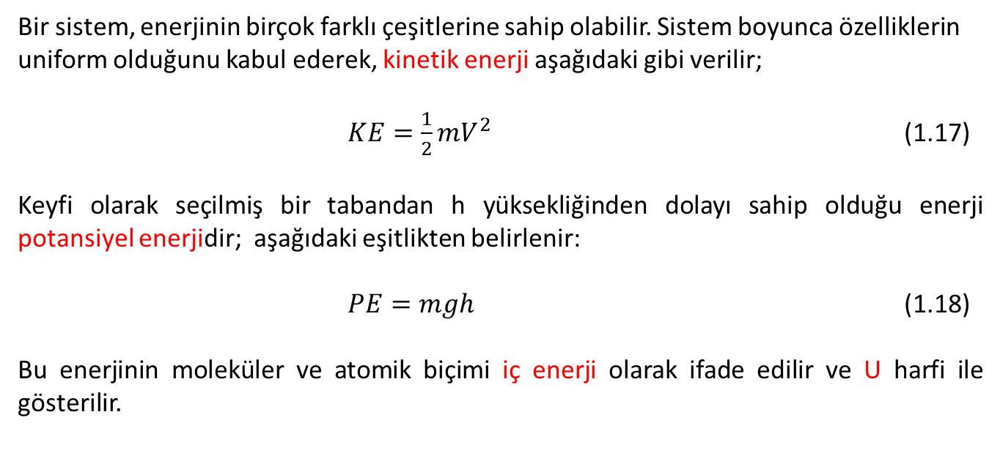 Bir sistem, enerjinin birçok farklı çeşitlerine sahip olabilir. Sistem boyunca özelliklerin
uniform olduğunu kabul ederek, kinetik enerji aşağıdaki gibi verilir;
KE = \frac{1}{2} mV^2 (1.17)
Keyfi olarak seçilmiş bir tabandan h yüksekliğinden dolayı sahip olduğu enerji
potansiyel enerjidir; aşağıdaki eşitlikten belirlenir:
PE = mgh (1.18)
Bu enerjinin moleküler ve atomik biçimi iç enerji olarak ifade edilir ve U harfi ile
gösterilir.